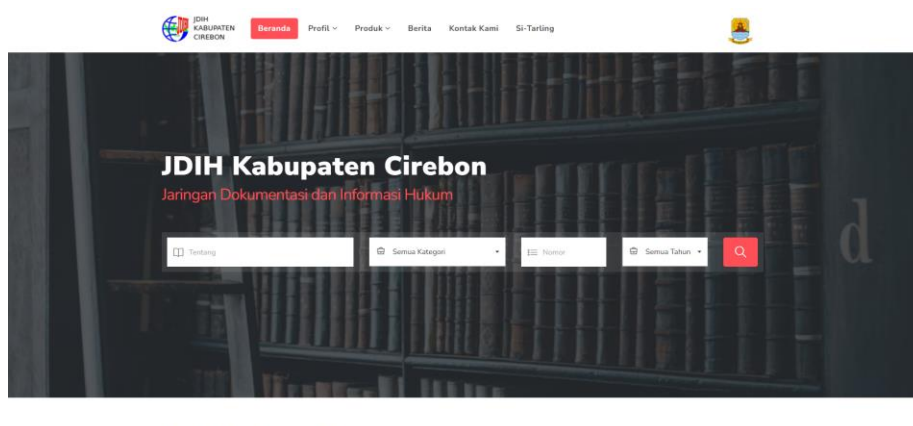 JDIH
KABUPATEN
CIREBON
Beranda Profil Produk Berita Kontak Kami Si-Tarling
JDIH Kabupaten Cirebon
Jaringan Dokumentasi dan Informasi Hukum
Tentang Semua Kategori Nomor Semua Tahun
d